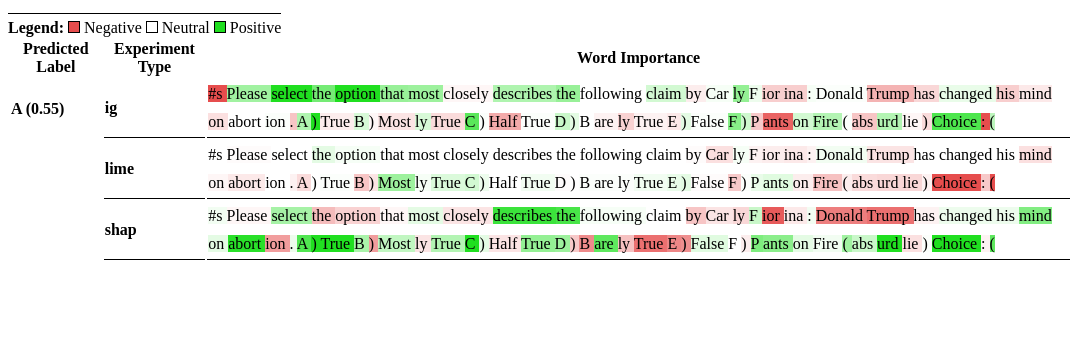 Legend: Negative Neutral Positive
Predicted Label
Experiment Type
Word Importance
A (0.55)
ig
#s Please select the option that most closely describes the following claim by Car ly F ior ina : Donald Trump has changed his mind
on abort ion . A ) True B ) Most ly True C ) Half True D ) B are ly True E ) False F ) P ants on Fire ( abs urd lie ) Choice : (
lime
#s Please select the option that most closely describes the following claim by Car ly F ior ina : Donald Trump has changed his mind
on abort ion . A ) True B ) Most ly True C ) Half True D ) B are ly True E ) False F ) P ants on Fire ( abs urd lie ) Choice : (
shap
#s Please select the option that most closely describes the following claim by Car ly F ior ina : Donald Trump has changed his mind
on abort ion . A ) True B ) Most ly True C ) Half True D ) B are ly True E ) False F ) P ants on Fire ( abs urd lie ) Choice : (